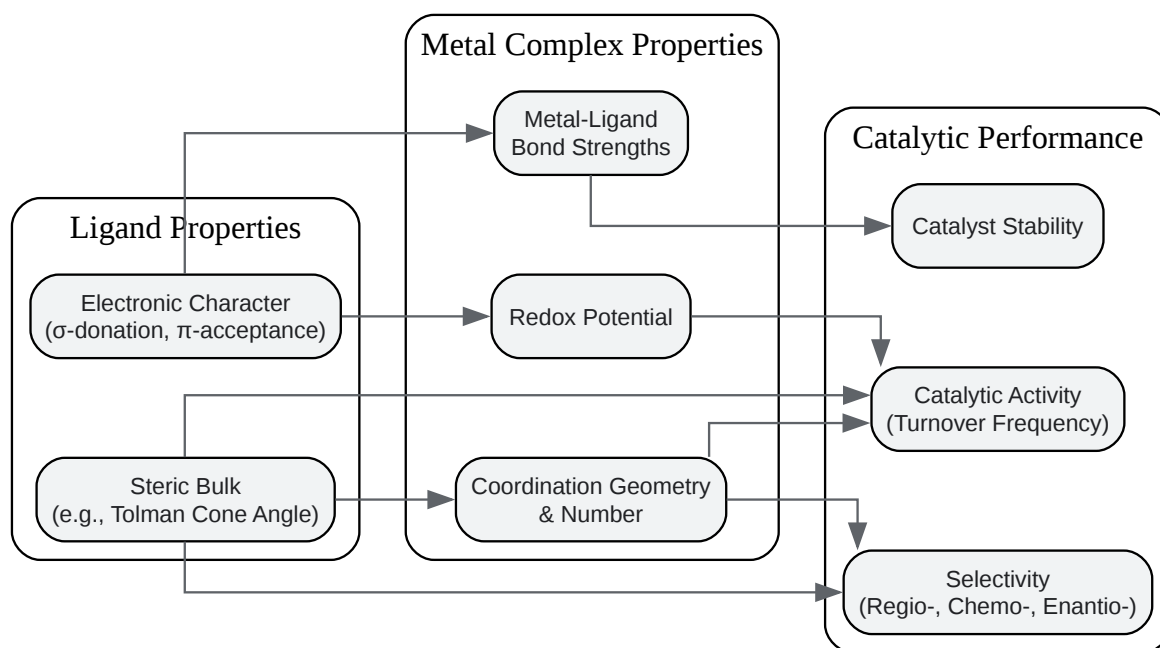 Metal Complex Properties
Metal-Ligand
Bond Strengths
Catalytic Performance
Catalyst Stability
Ligand Properties
Electronic Character
(σ-donation, π-acceptance)
Redox Potential
Catalytic Activity
(Turnover Frequency)
Steric Bulk
(e.g., Tolman Cone Angle)
Coordination Geometry
& Number
Selectivity
(Regio-, Chemo-, Enantio-)